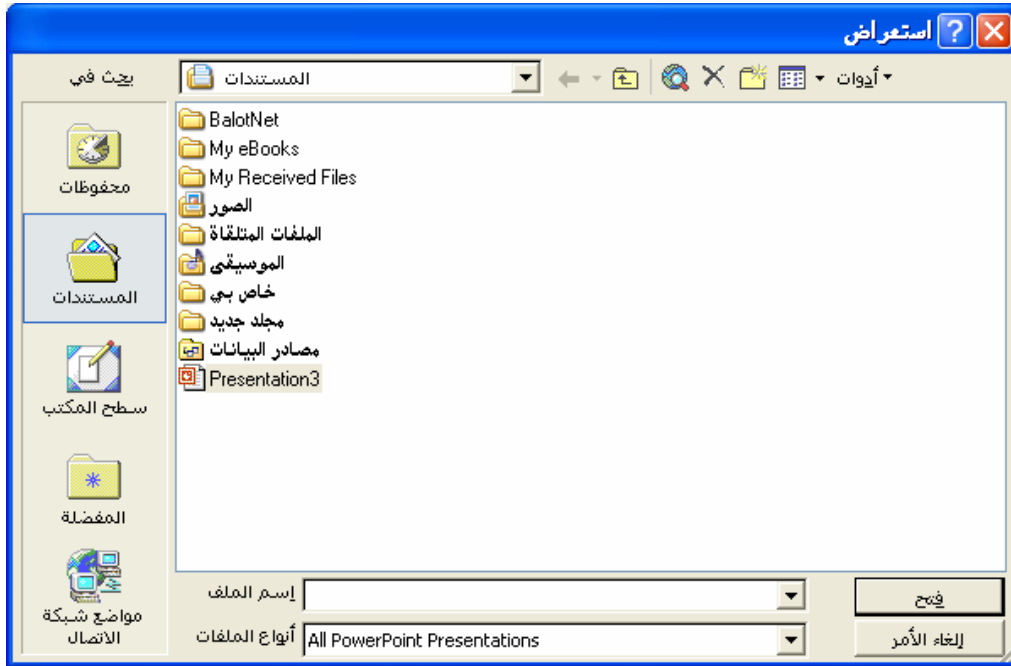 استعراض
بحث في
المستندات
أدوات
محفوظات
المستندات
سطح المكتب
المفضلة
مواضع شبكة
الاتصال
BalotNet
My eBooks
My Received Files
الصور
الملفات المتلقاة
الموسيقى
خاص بي
مجلد جديد
مصادر البيانات
Presentation3
إسم الملف
فتح
أنواع الملفات
All PowerPoint Presentations
إلغاء الأمر